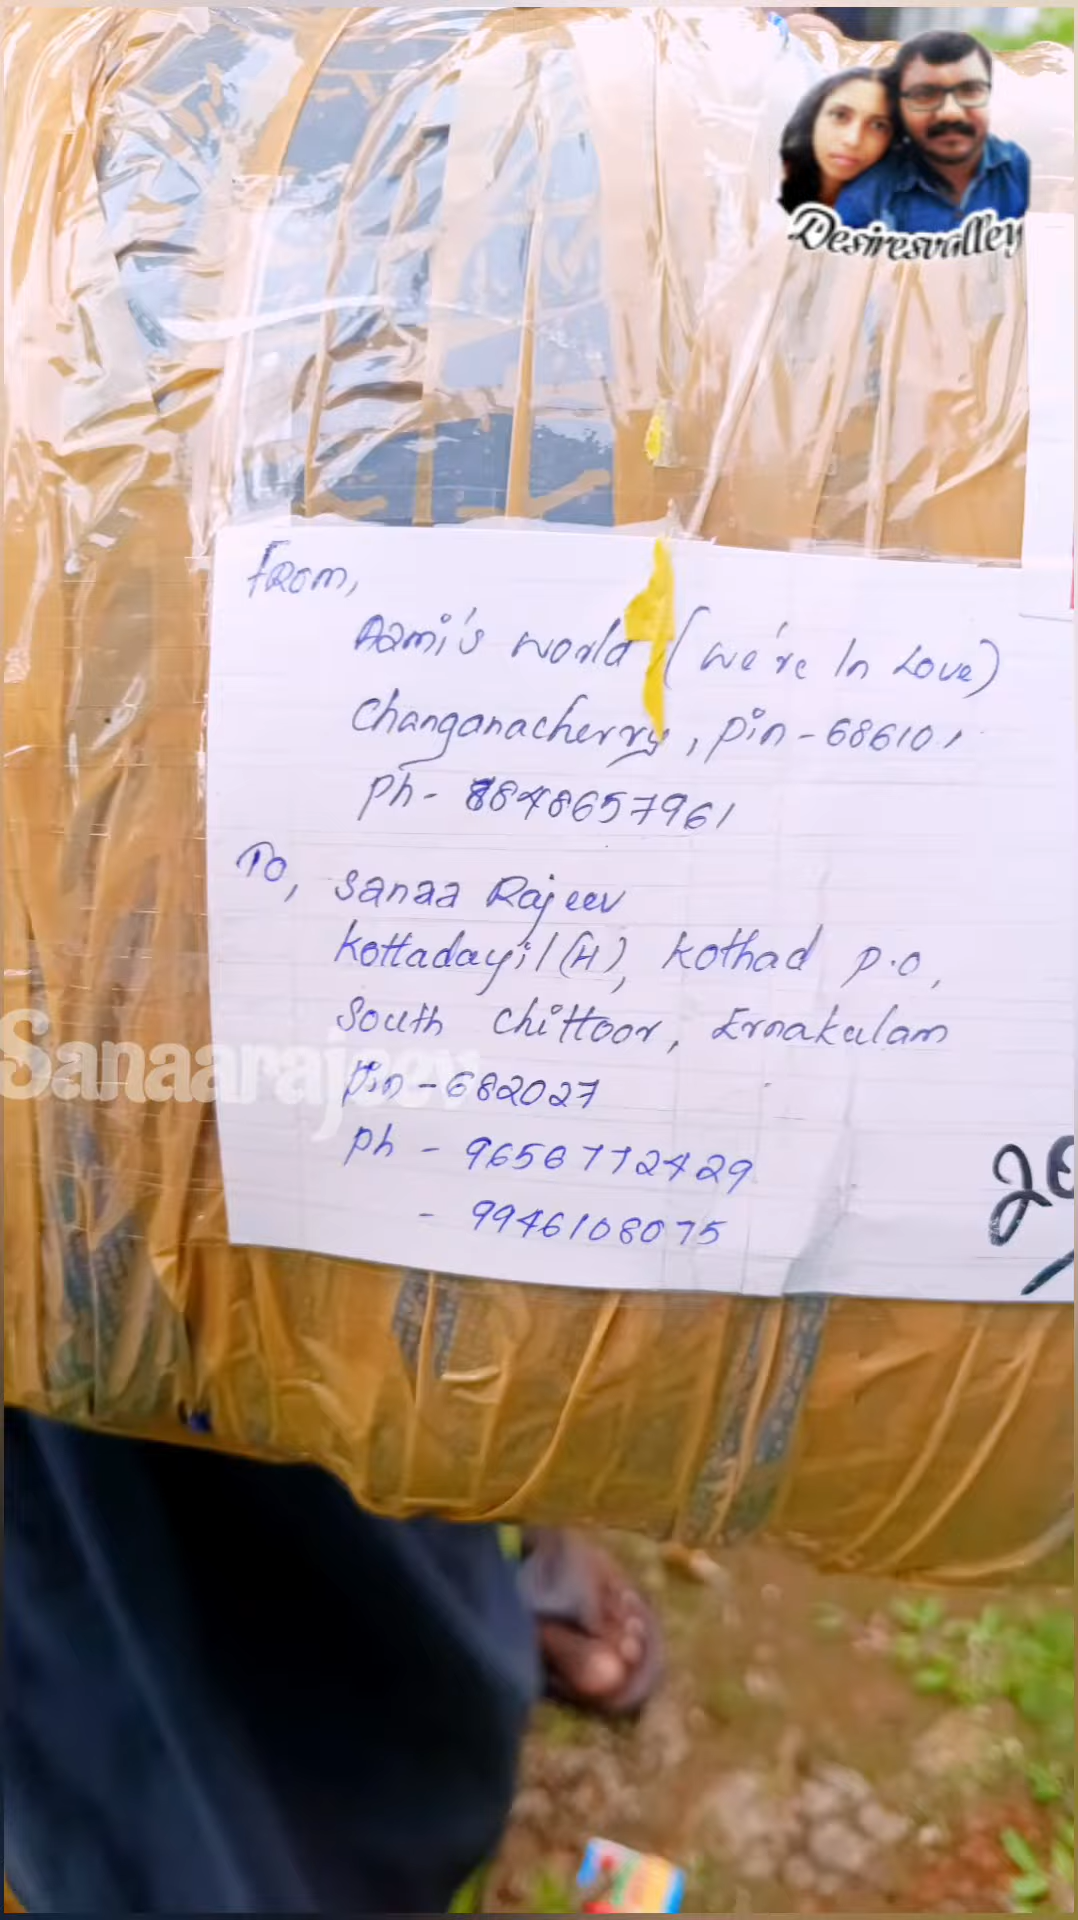 Desiresvalley
From,
Aami's world (we're In Love)
Changanacherry, Pin - 686101
Ph - 8848657961
To,
Sanaa Rajeev
Kottadayil (H), Kothad P.O,
South Chittoor, Ernakulam
Pin - 682027
Ph - 9656772429
- 9946108075
Sanaarajeev